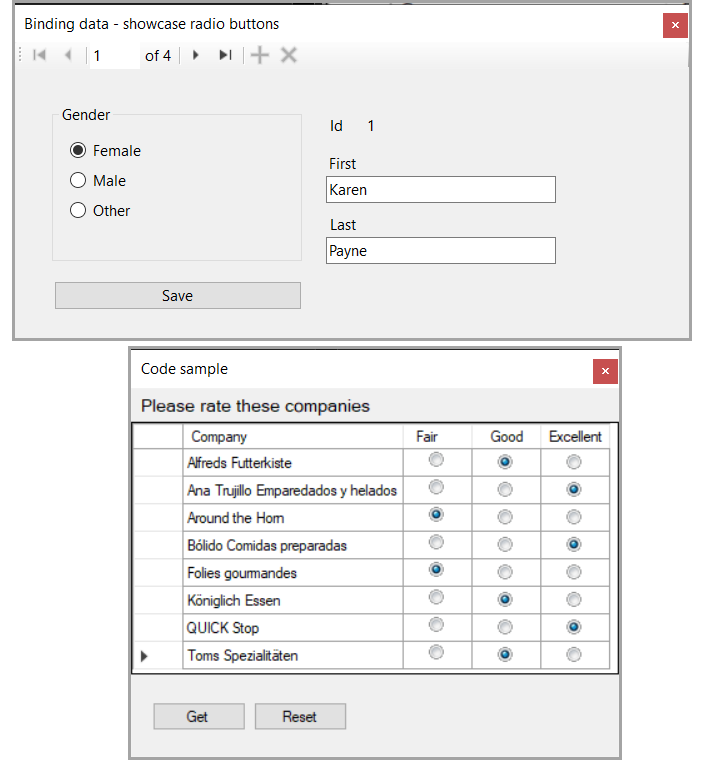 Binding data - showcase radio buttons
1 of 4
Gender
Female
Male
Other
Save
Id 1
First
Karen
Last
Payne
Code sample
Please rate these companies
Company Fair Good Excellent
Alfreds Futterkiste
Ana Trujillo Emparedados y helados
Around the Horn
Bólido Comidas preparadas
Folies gourmandes
Königlich Essen
QUICK Stop
Toms Spezialitäten
Get Reset